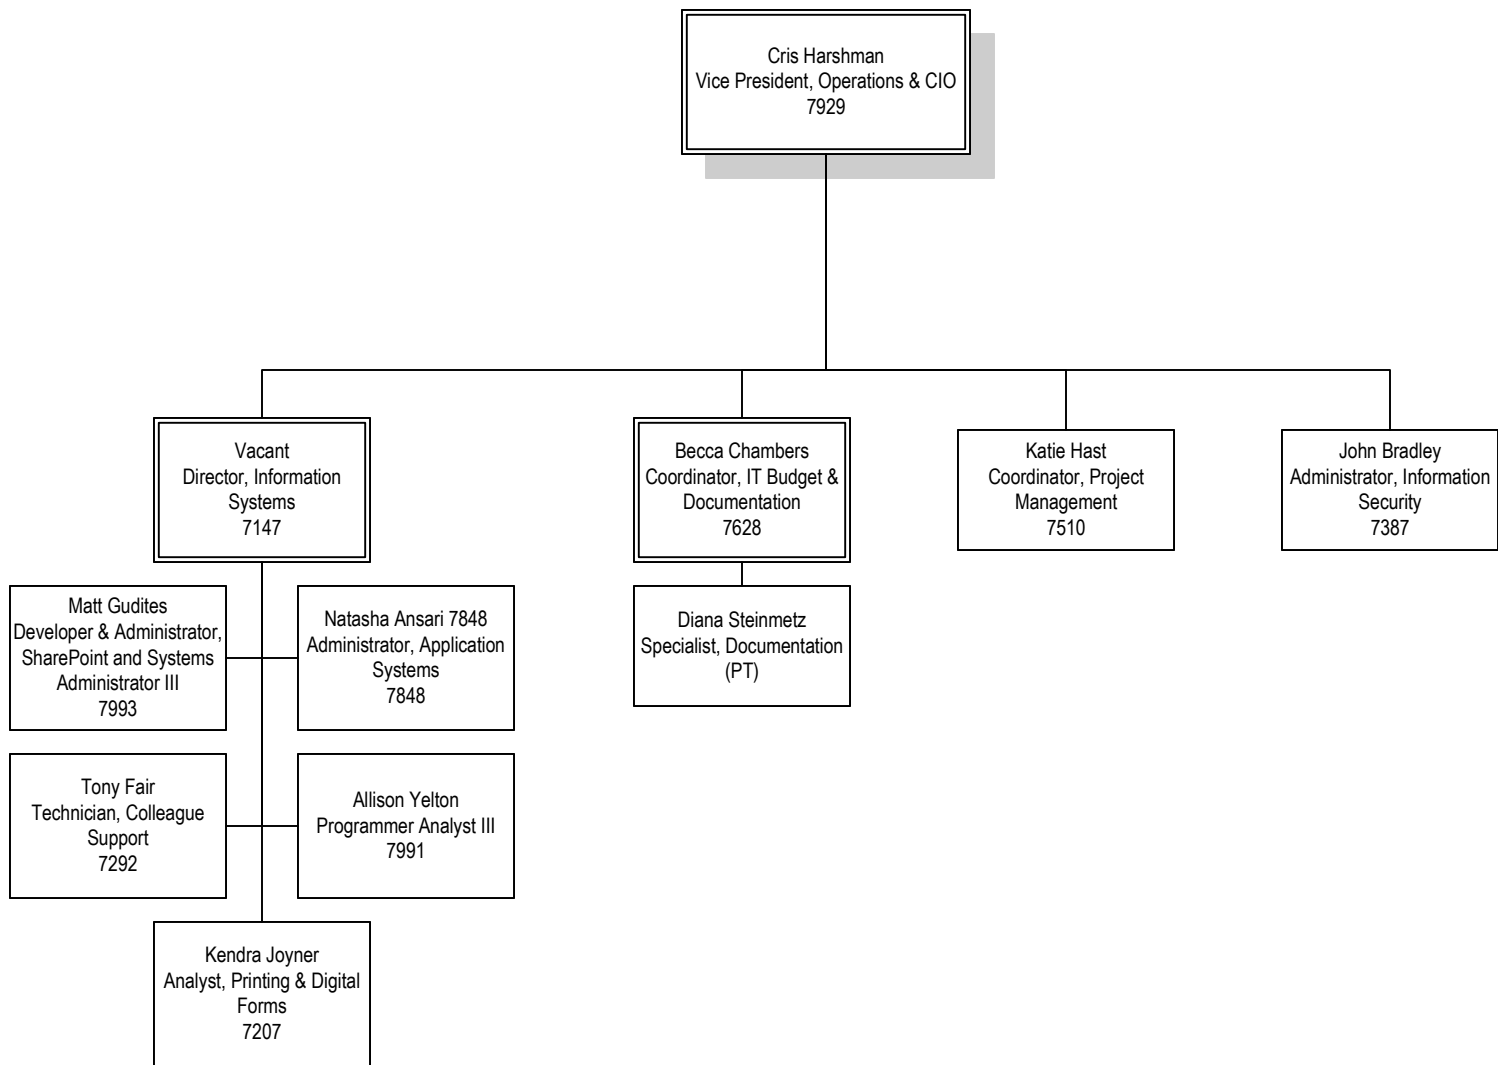 Cris Harshman
Vice President, Operations & CIO
7929
Vacant
Director, Information
Systems
7147
Becca Chambers
Coordinator, IT Budget &
Documentation
7628
Katie Hast
Coordinator, Project
Management
7510
John Bradley
Administrator, Information
Security
7387
Matt Gudites
Developer & Administrator,
SharePoint and Systems
Administrator III
7993
Natasha Ansari 7848
Administrator, Application
Systems
7848
Diana Steinmetz
Specialist, Documentation
(PT)
Tony Fair
Technician, Colleague
Support
7292
Allison Yelton
Programmer Analyst III
7991
Kendra Joyner
Analyst, Printing & Digital
Forms
7207